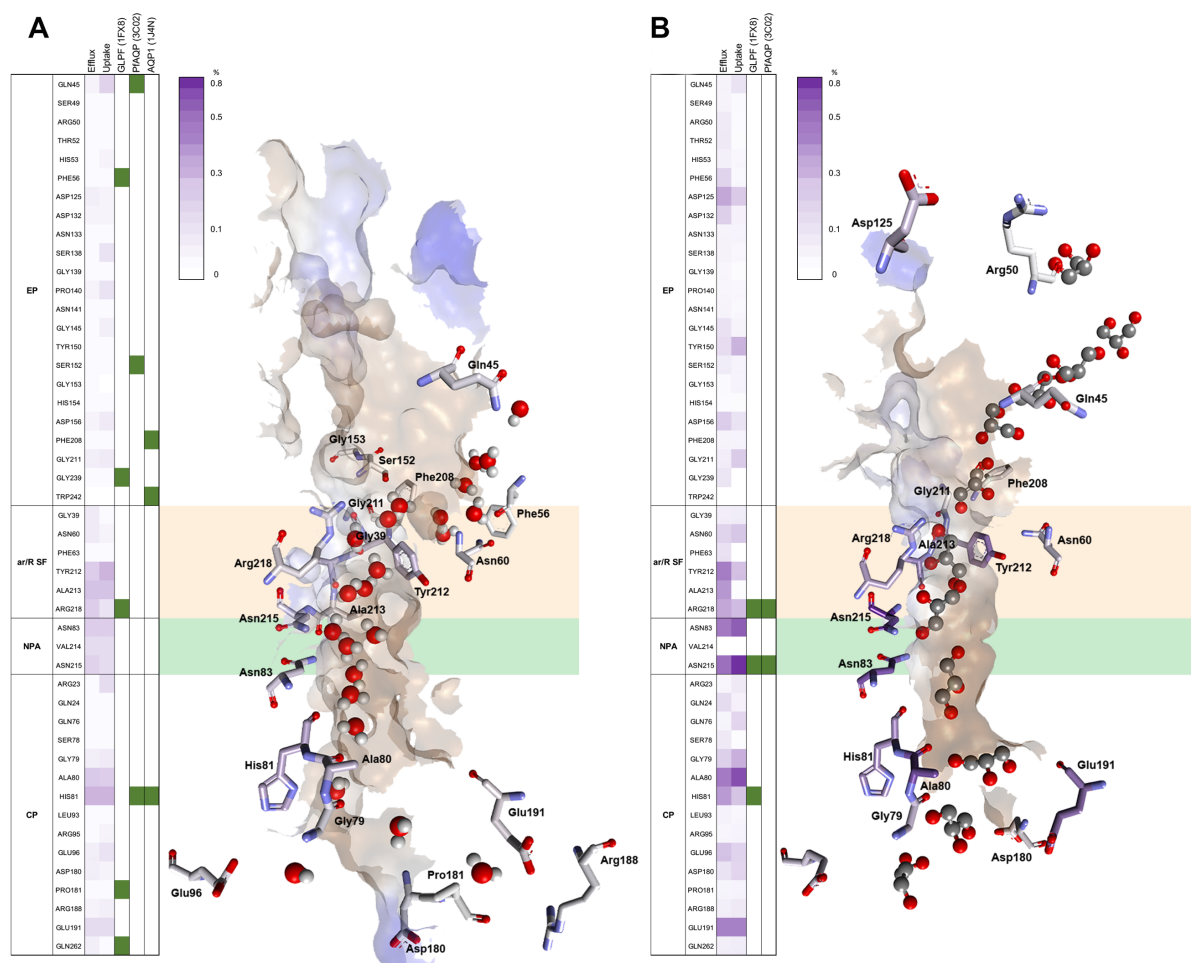 A
Efflux
Uptake
GLPF (1FX8)
PfAQP (3C02)
AQP1 (1J4N)
EP
GLN45
SER49
ARG50
THR52
HIS53
PHE56
ASP125
ASP132
ASN133
SER138
GLY139
PRO140
ASN141
GLY145
TYR150
SER152
GLY153
HIS154
ASP156
PHE208
GLY211
GLY239
TRP242
ar/R SF
GLY39
ASN60
PHE63
TYR212
ALA213
ARG218
NPA
ASN83
VAL214
ASN215
CP
ARG23
GLN24
GLN76
SER78
GLY79
ALA80
HIS81
LEU93
ARG95
GLU96
ASP180
PRO181
ARG188
GLU191
GLN262
%
0.8
0.5
0.3
0.1
0
Gln45
Gly153
Ser152
Phe208
Gly211
Phe56
Gly39
Arg218
Asn60
Tyr212
Ala213
Asn215
Asn83
His81
Ala80
Gly79
Glu191
Arg188
Glu96
Pro181
Asp180
B
Efflux
Uptake
GLPF (1FX8)
PfAQP (3C02)
EP
GLN45
SER49
ARG50
THR52
HIS53
PHE56
ASP125
ASP132
ASN133
SER138
GLY139
PRO140
ASN141
GLY145
TYR150
SER152
GLY153
HIS154
ASP156
PHE208
GLY211
GLY239
TRP242
ar/R SF
GLY39
ASN60
PHE63
TYR212
ALA213
ARG218
NPA
ASN83
VAL214
ASN215
CP
ARG23
GLN24
GLN76
SER78
GLY79
ALA80
HIS81
LEU93
ARG95
GLU96
ASP180
PRO181
ARG188
GLU191
GLN262
%
0.8
0.5
0.3
0.1
0
Asp125
Arg50
Gln45
Phe208
Gly211
Arg218
Ala213
Asn60
Tyr212
Asn215
Asn83
His81
Ala80
Glu191
Gly79
Asp180